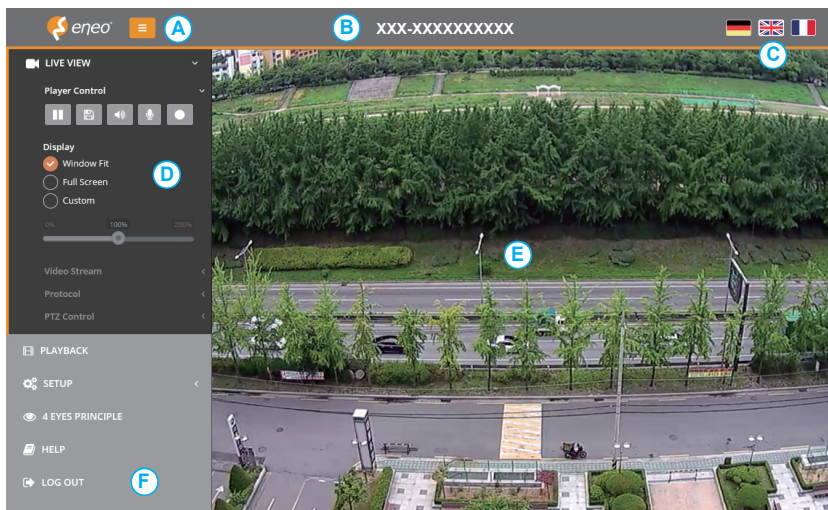 eneo A B XXX-XXXXXXXXXX
C
LIVE VIEW
Player Control
Display
Window Fit
D
Full Screen
Custom
0% 100% 200%
E
Video Stream
Protocol
PTZ Control
PLAYBACK
SETUP
4 EYES PRINCIPLE
HELP
LOG OUT F